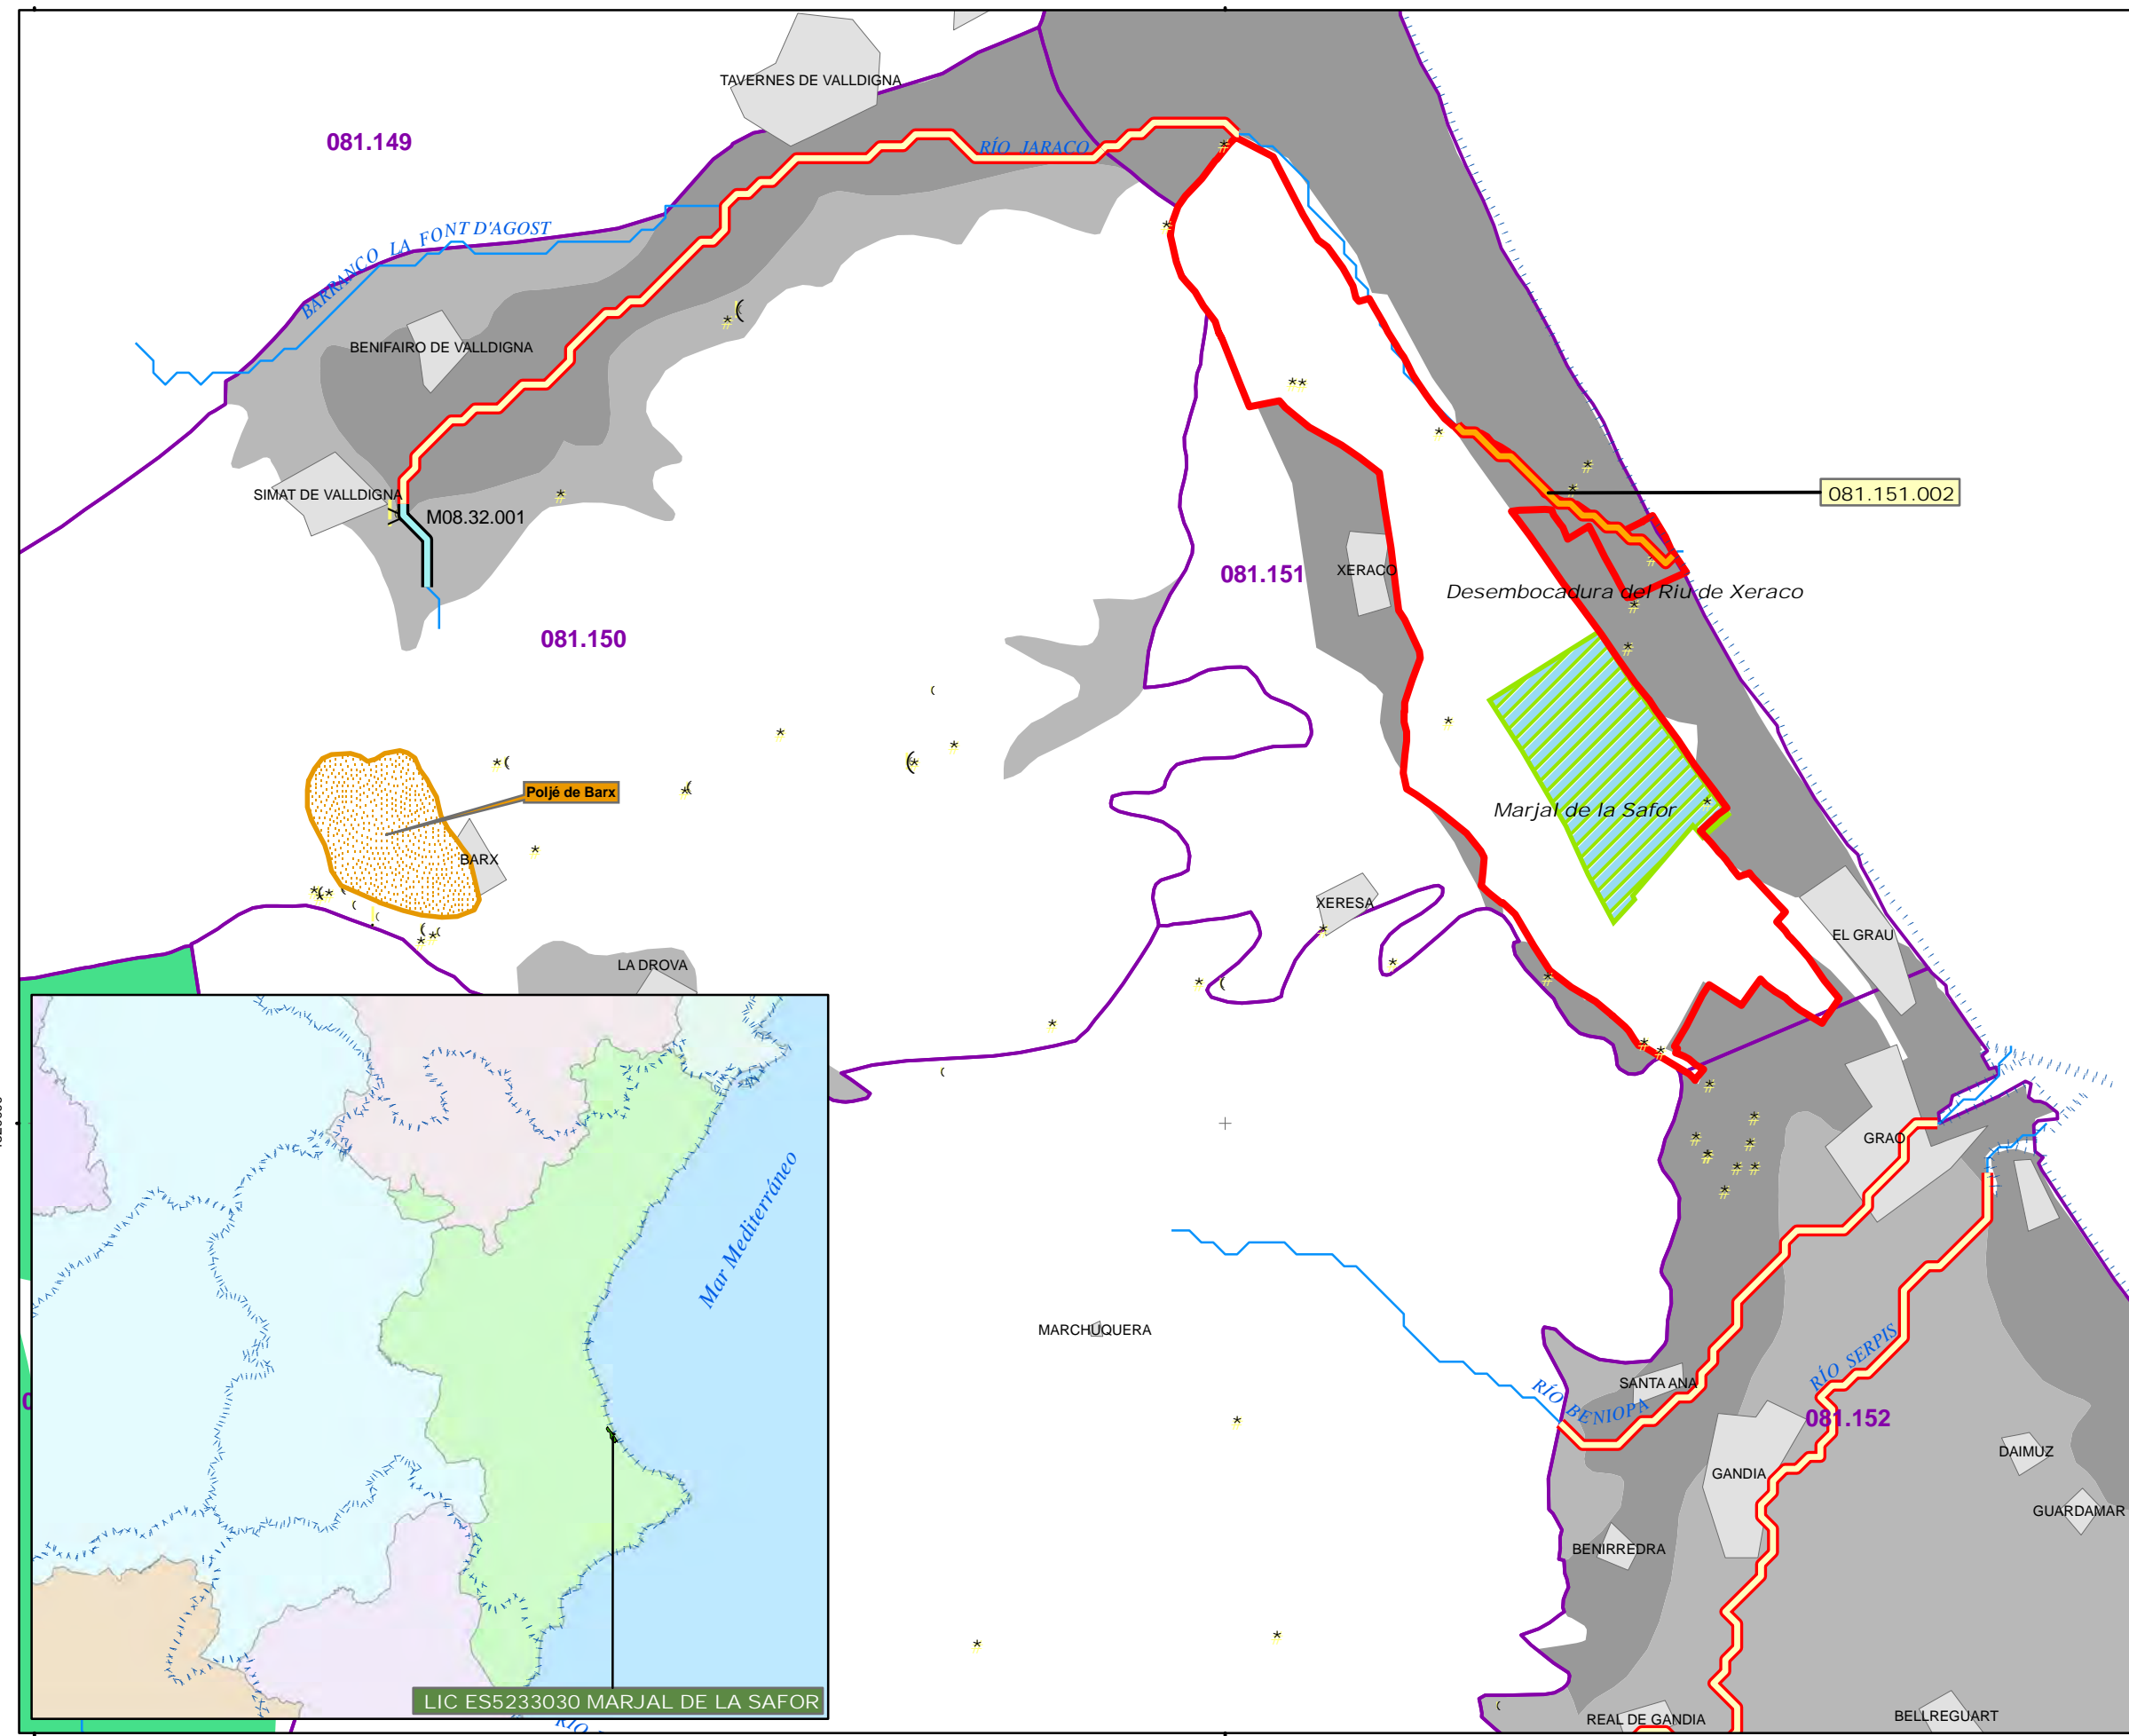 TAVERNES DE VALLDIGNA
081.149
RÍO JARACO
BARRANCO LA FONT D'AGOST
BENIFAIRO DE VALLDIGNA
SIMAT DE VALLDIGNA
M08.32.001
081.151.002
081.151
XERACO
Desembocadura del Riu de Xeraco
081.150
Poljé de Barx
Marjal de la Safor
BARX
XERESA
EL GRAU
LA DROVA
GRAO
Mar Mediterráneo
MARCHUQUERA
RÍO SERPIS
SANTA ANA
RÍO BENIOPA
081.152
DAIMUZ
GANDIA
GUARDAMAR
BENIRREDRA
LIC ES5233030 MARJAL DE LA SAFOR
REAL DE GANDIA
BELLREGUART
RÍO